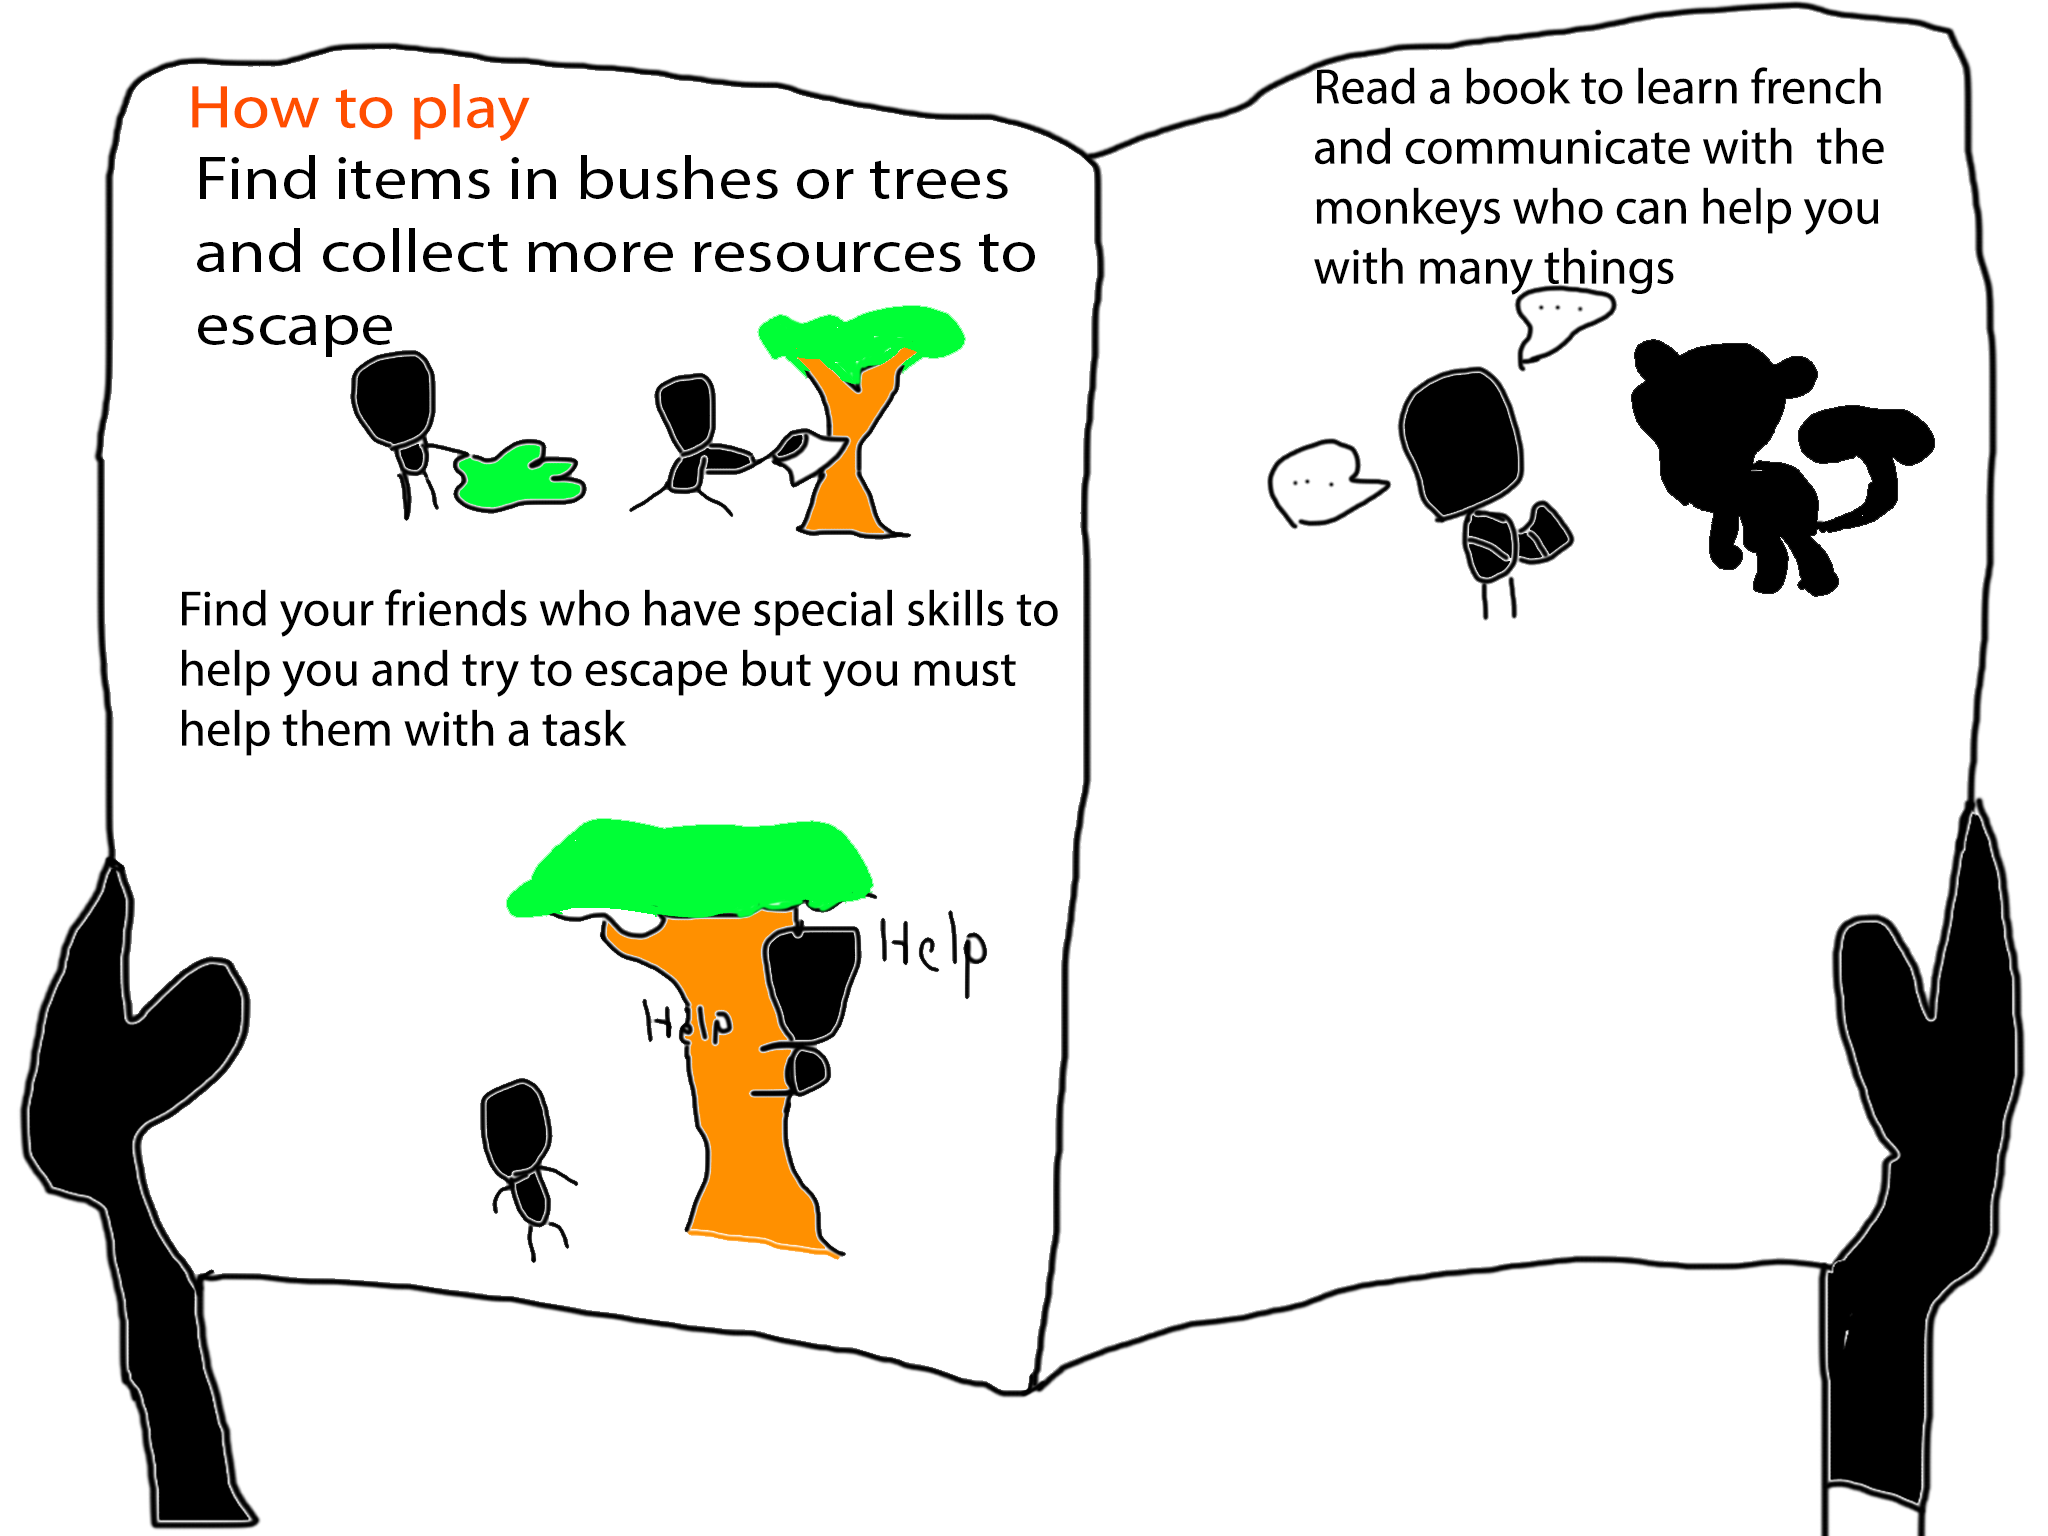 How to play
Find items in bushes or trees
and collect more resources to
escape
Find your friends who have special skills to
help you and try to escape but you must
help them with a task
Help
Help
Read a book to learn french
and communicate with  the
monkeys who can help you
with many things
...
...